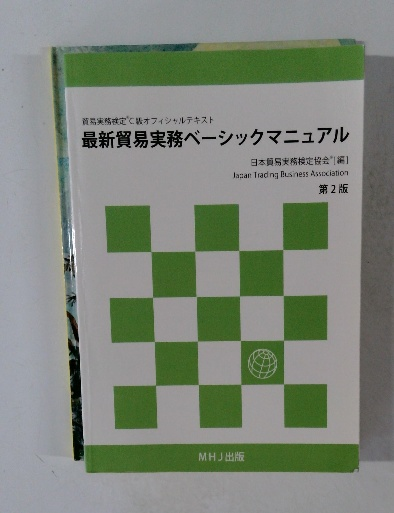 貿易実務検定®C級オフィシャルテキスト
最新貿易実務ベーシックマニュアル
日本貿易実務検定協会®[編]
Japan Trading Business Association
第2版
MHJ出版